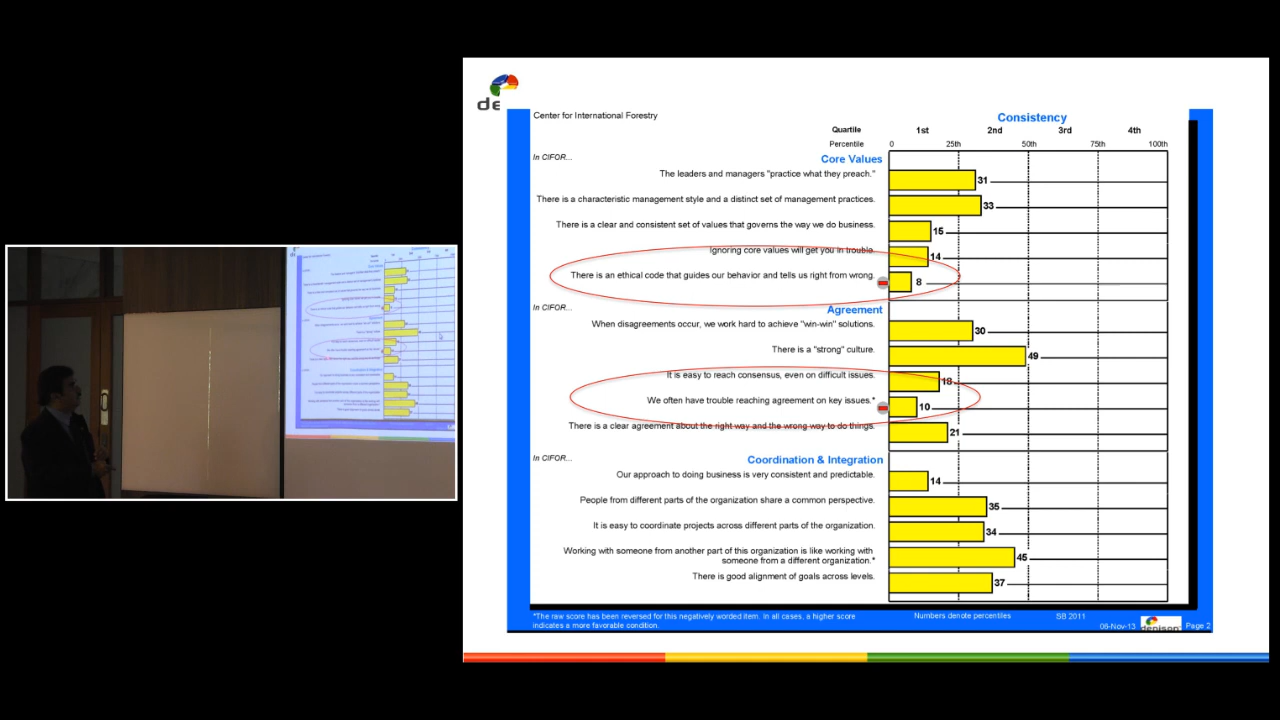 de
Center for International Forestry
Consistency
Quartile 1st 2nd 3rd 4th
Percentile 0 25th 50th 75th 100th
In CIFOR...
Core Values
The leaders and managers "practice what they preach." 31
There is a characteristic management style and a distinct set of management practices. 33
There is a clear and consistent set of values that governs the way we do business. 15
Ignoring core values will get you in trouble. 14
There is an ethical code that guides our behavior and tells us right from wrong. 8
In CIFOR...
Agreement
When disagreements occur, we work hard to achieve "win-win" solutions. 30
There is a "strong" culture. 49
It is easy to reach consensus, even on difficult issues. 18
We often have trouble reaching agreement on key issues.* 10
There is a clear agreement about the right way and the wrong way to do things. 21
In CIFOR...
Coordination & Integration
Our approach to doing business is very consistent and predictable. 14
People from different parts of the organization share a common perspective. 35
It is easy to coordinate projects across different parts of the organization. 34
Working with someone from another part of this organization is like working with
someone from a different organization.* 45
There is good alignment of goals across levels. 37
*The raw score has been reversed for this negatively worded item. In all cases, a higher score
indicates a more favorable condition.
Numbers denote percentiles
SB 2011
06-Nov-13
denison
Page 2